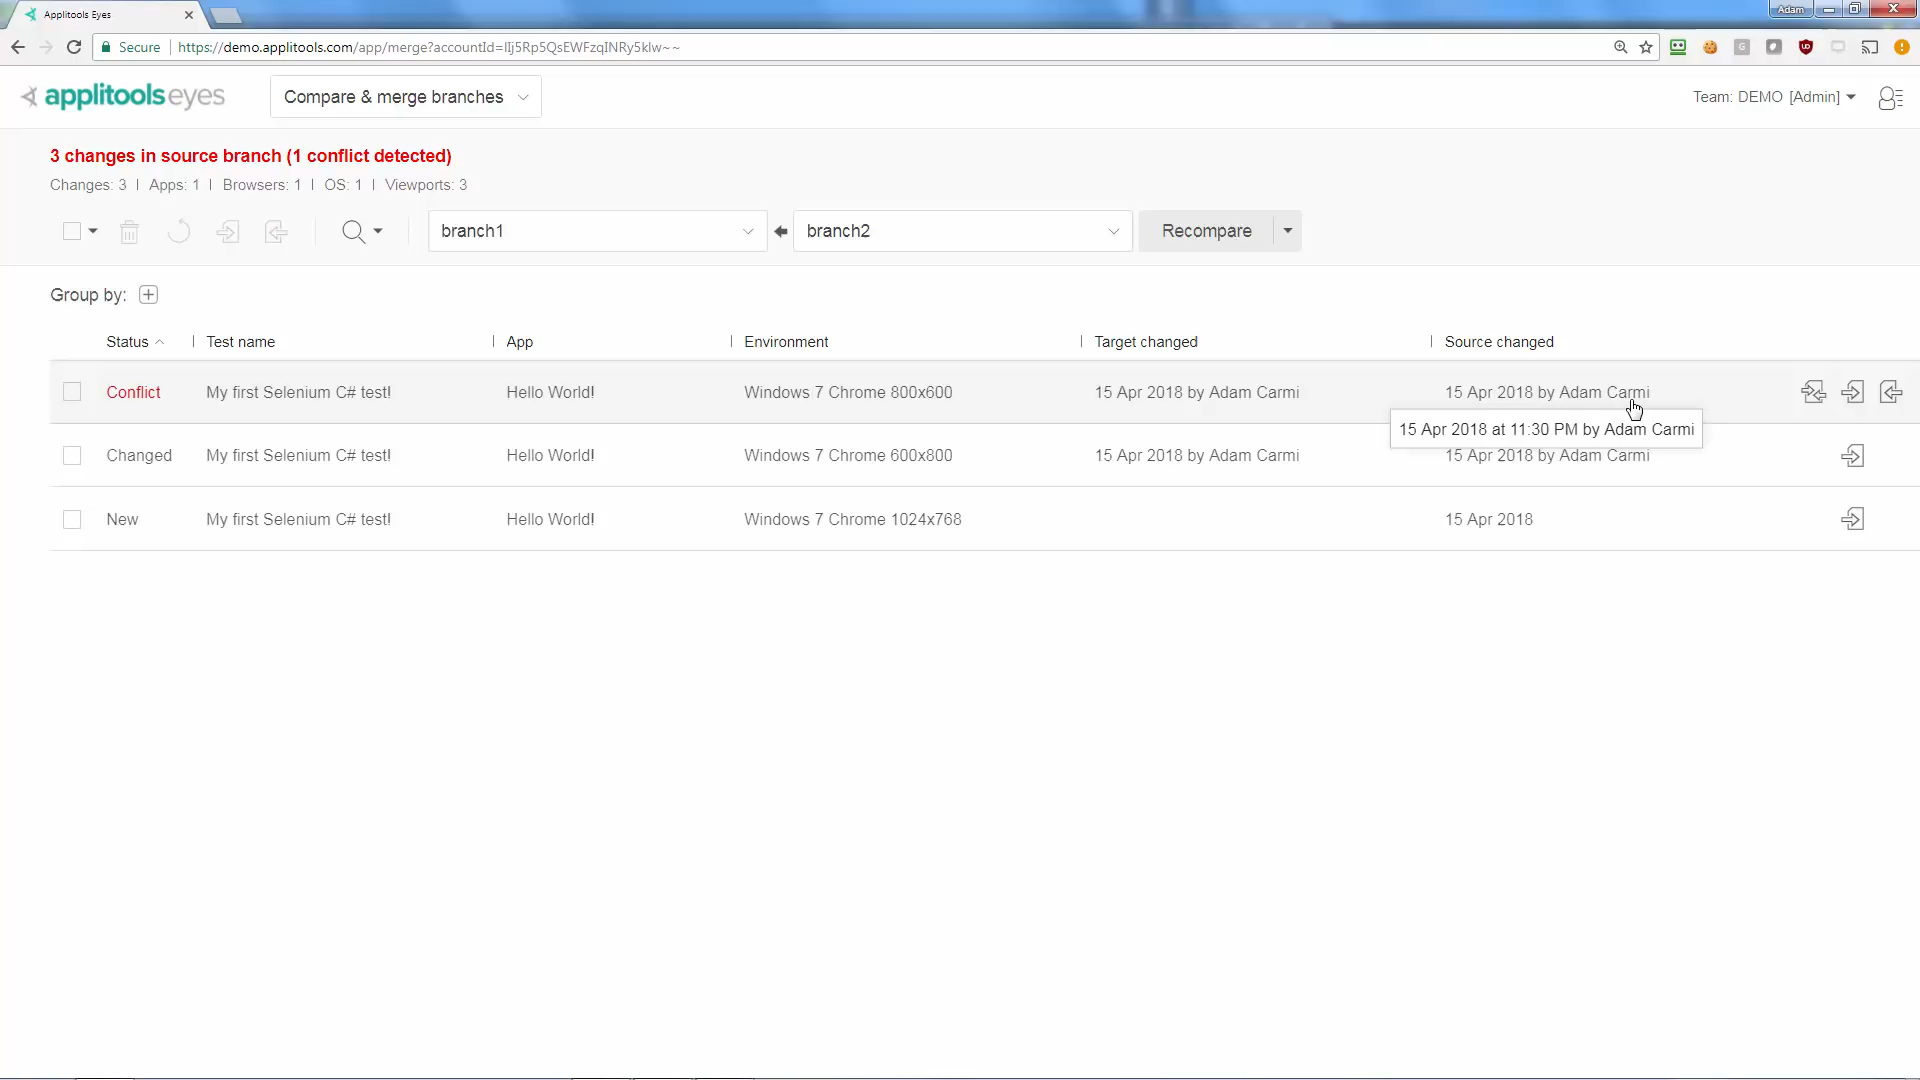 Applitools Eyes
Adam
Secure https://demo.applitools.com/app/merge?accountId=lIj5Rp5QsEWFzqINRy5klw~~
applitools eyes
Compare & merge branches
Team: DEMO [Admin]
3 changes in source branch (1 conflict detected)
Changes: 3 | Apps: 1 | Browsers: 1 | OS: 1 | Viewports: 3
branch1
branch2
Recompare
Group by:
Status Test name App Environment Target changed Source changed
Conflict My first Selenium C# test! Hello World! Windows 7 Chrome 800x600 15 Apr 2018 by Adam Carmi 15 Apr 2018 by Adam Carmi
15 Apr 2018 at 11:30 PM by Adam Carmi
Changed My first Selenium C# test! Hello World! Windows 7 Chrome 600x800 15 Apr 2018 by Adam Carmi 15 Apr 2018 by Adam Carmi
New My first Selenium C# test! Hello World! Windows 7 Chrome 1024x768 15 Apr 2018